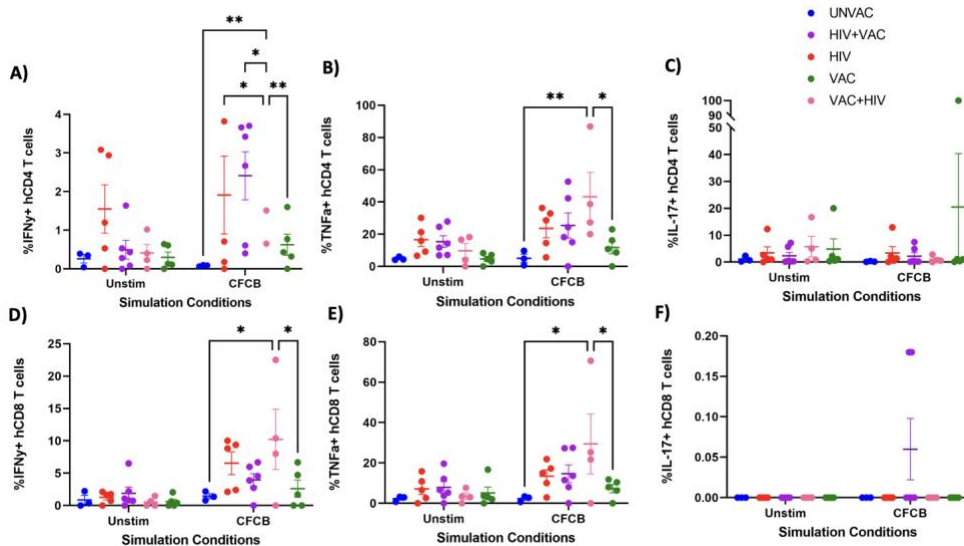 UNVAC
HIV+VAC
HIV
VAC
VAC+HIV
A)
%IFNy+ hCD4 T cells
4
3
2
1
0
**
*
*
**
Unstim
CFCB
Simulation Conditions
B)
%TNFa+ hCD4 T cells
100
80
60
40
20
0
**
*
Unstim
CFCB
Simulation Conditions
C)
%IL-17+ hCD4 T cells
100
90
50
40
30
20
10
0
Unstim
CFCB
Simulation Conditions
D)
%IFNy+ hCD8 T cells
25
20
15
10
5
0
*
*
Unstim
CFCB
Simulation Conditions
E)
%TNFa+ hCD8 T cells
80
60
40
20
0
*
*
Unstim
CFCB
Simulation Conditions
F)
%IL-17+ hCD8 T cells
0.20
0.15
0.10
0.05
0.00
Unstim
CFCB
Simulation Conditions